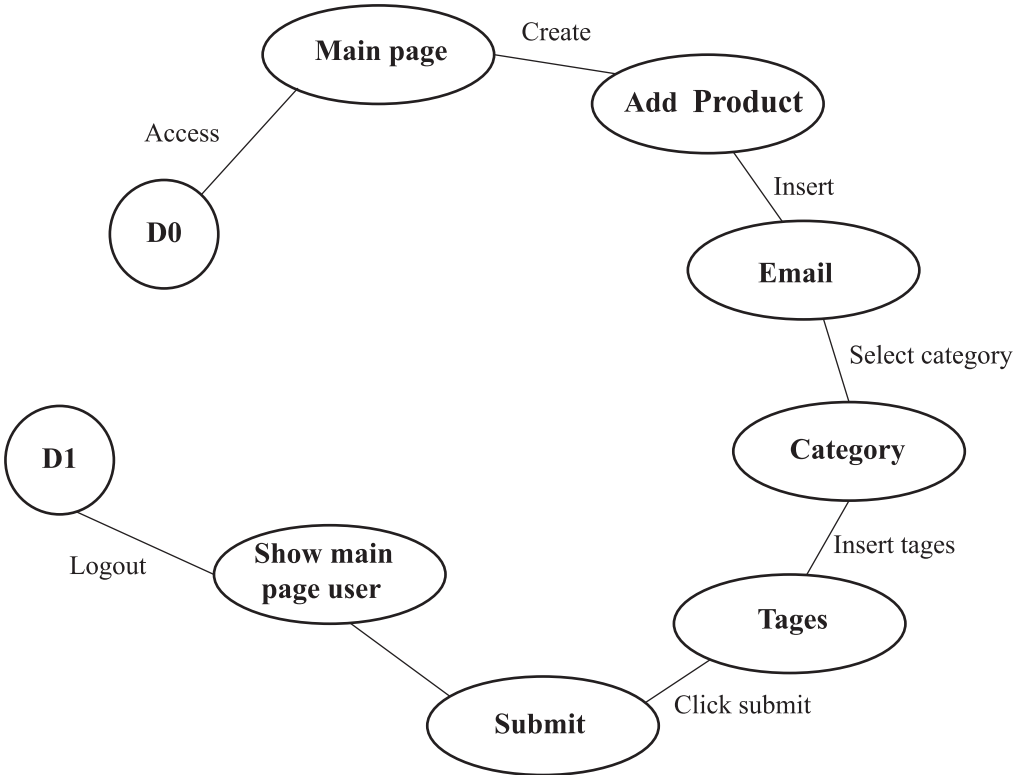 Main page
Create
Add Product
Access
Insert
D0
Email
Select category
Category
D1
Insert tages
Show main
page user
Logout
Tages
Click submit
Submit